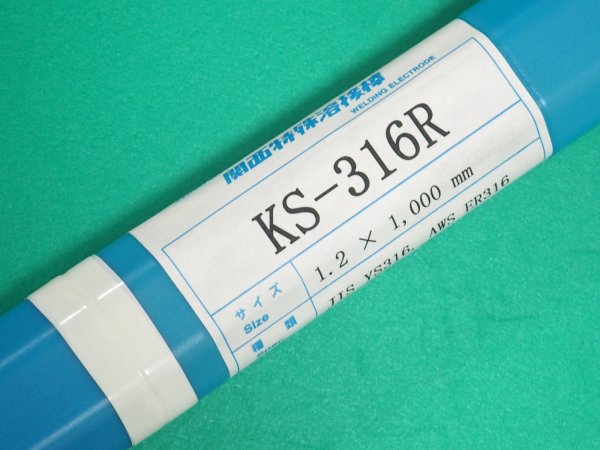 関西特殊溶接棒
WELDING ELECTRODE
KS-316R
サイズ 1.2 × 1,000 mm
Size
種類 JIS YS316, AWS ER316